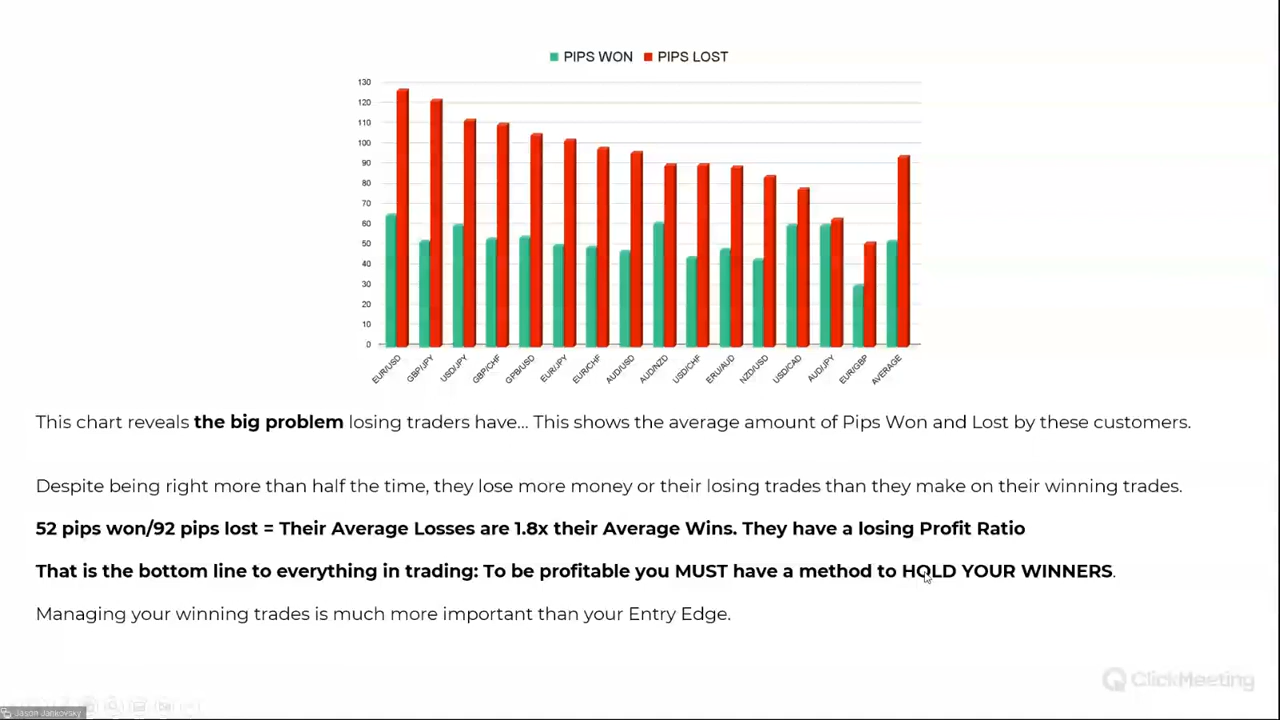 PIPS WON PIPS LOST
130
120
110
100
90
80
70
60
50
40
30
20
10
0
EUR/USD GBP/JPY USD/JPY GBP/CHF GPB/USD EUR/JPY EUR/CHF AUD/USD AUD/NZD USD/CHF ERU/AUD NZD/USD USD/CAD AUD/JPY EUR/GBP AVERAGE
This chart reveals the big problem losing traders have... This shows the average amount of Pips Won and Lost by these customers.
Despite being right more than half the time, they lose more money or their losing trades than they make on their winning trades.
52 pips won/92 pips lost = Their Average Losses are 1.8x their Average Wins. They have a losing Profit Ratio
That is the bottom line to everything in trading: To be profitable you MUST have a method to HOLD YOUR WINNERS.
Managing your winning trades is much more important than your Entry Edge.
ClickMeeting
Jason Jankovsky